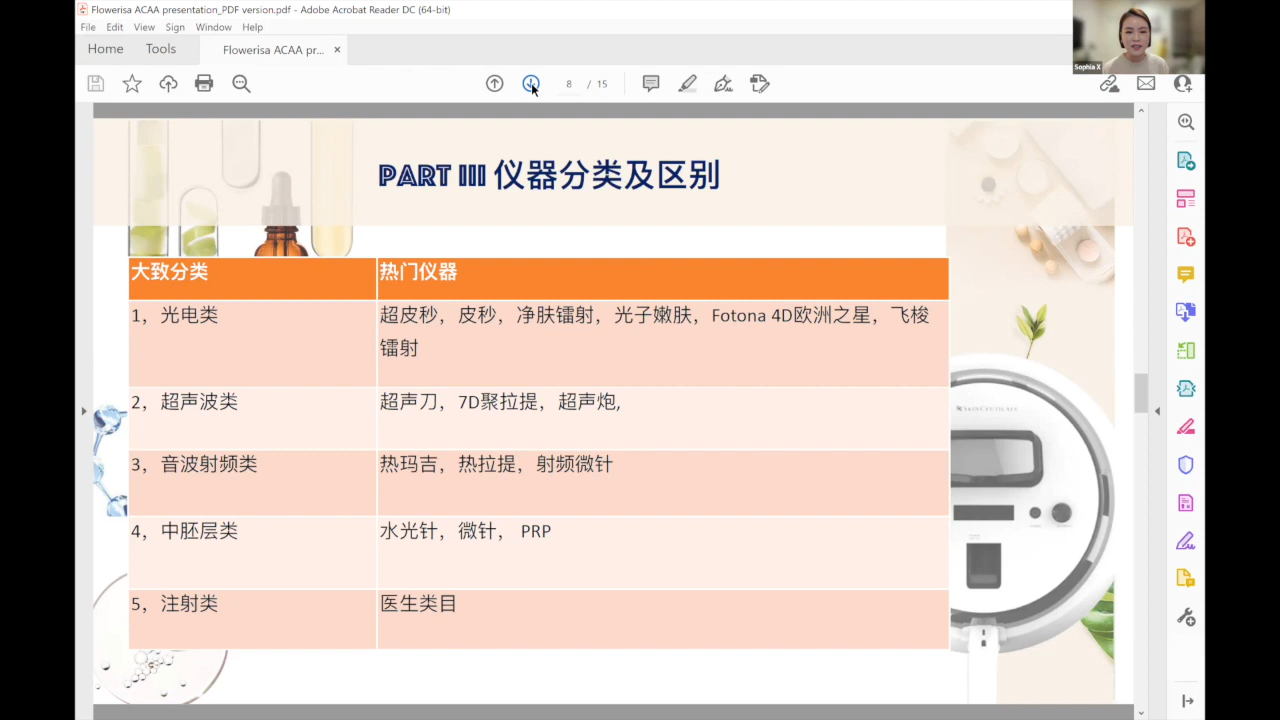 Flowerisa ACAA presentation_PDF version.pdf - Adobe Acrobat Reader DC (64-bit)
File Edit View Sign Window Help
Home Tools Flowerisa ACAA pr... ×
8 / 15
Sophia X
PART III 仪器分类及区别
大致分类 热门仪器
1，光电类 超皮秒，皮秒，净肤镭射，光子嫩肤，Fotona 4D欧洲之星，飞梭
镭射
2，超声波类 超声刀，7D聚拉提，超声炮,
3，音波射频类 热玛吉，热拉提，射频微针
4，中胚层类 水光针，微针， PRP
5，注射类 医生类目
SKINCEUTICALS